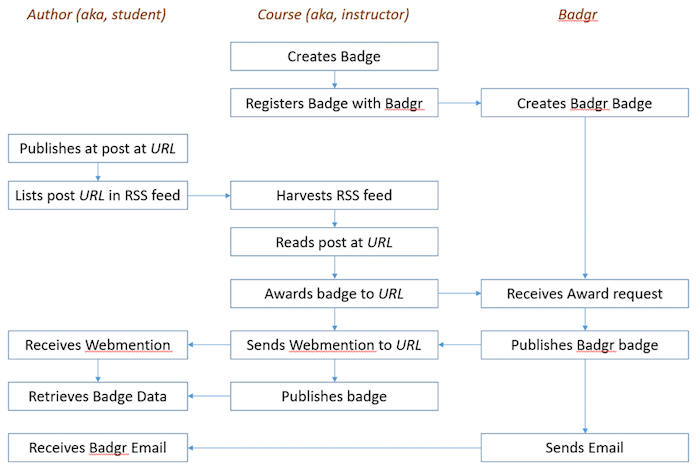 Author (aka, student) Course (aka, instructor) Badgr
Creates Badge
Registers Badge with Badgr Creates Badgr Badge
Publishes at post at URL
Lists post URL in RSS feed Harvests RSS feed
Reads post at URL
Awards badge to URL Receives Award request
Receives Webmention Sends Webmention to URL Publishes Badgr badge
Retrieves Badge Data Publishes badge
Receives Badgr Email Sends Email